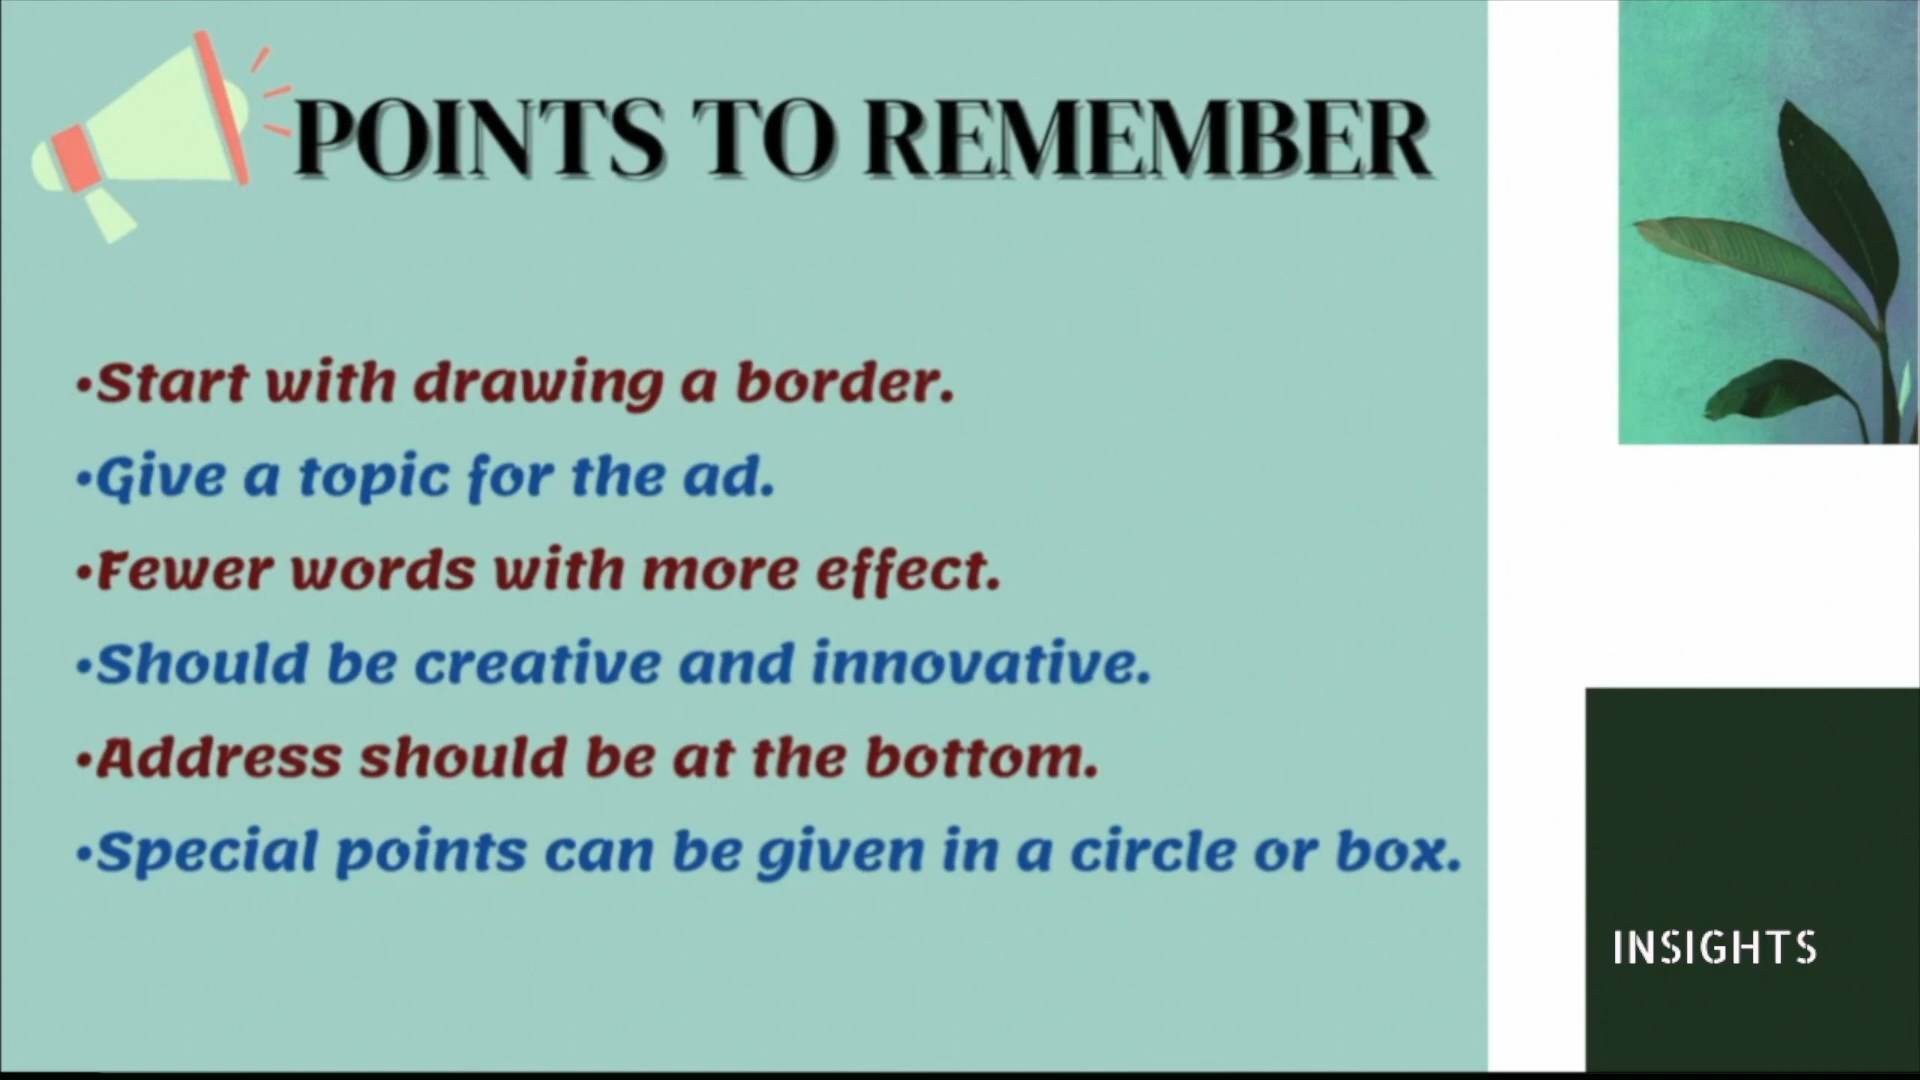 POINTS TO REMEMBER
•Start with drawing a border.
•Give a topic for the ad.
•Fewer words with more effect.
•Should be creative and innovative.
•Address should be at the bottom.
•Special points can be given in a circle or box.
INSIGHTS